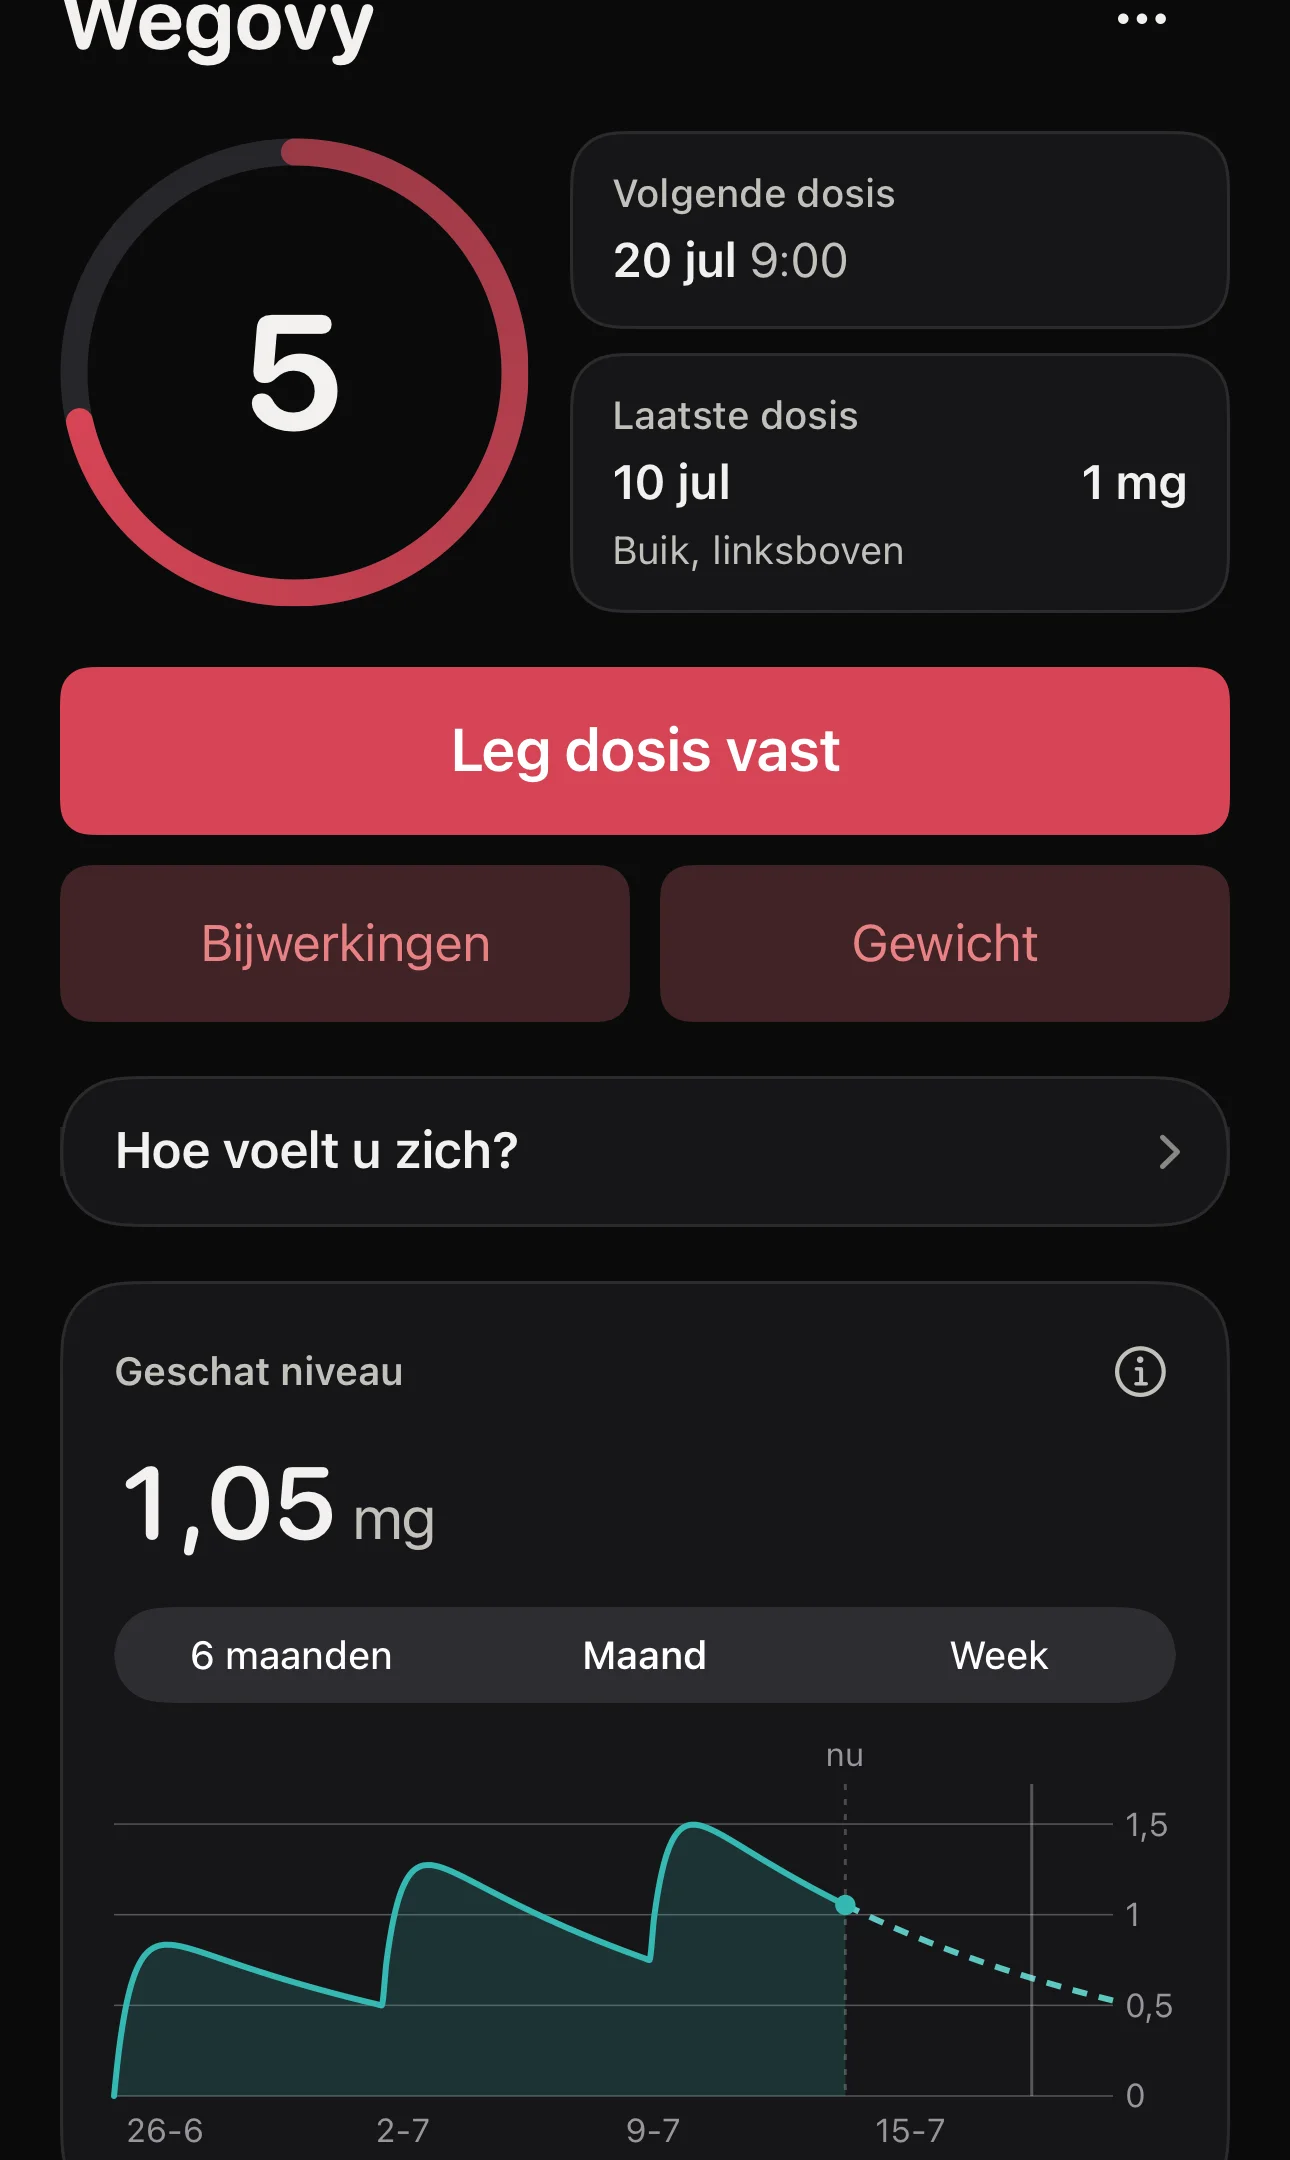 Wegovy
5
Volgende dosis
20 jul 9:00
Laatste dosis
10 jul 1 mg
Buik, linksboven
Leg dosis vast
Bijwerkingen
Gewicht
Hoe voelt u zich?
Geschat niveau
1,05 mg
6 maanden Maand Week
nu
1,5
1
0,5
0
26-6 2-7 9-7 15-7